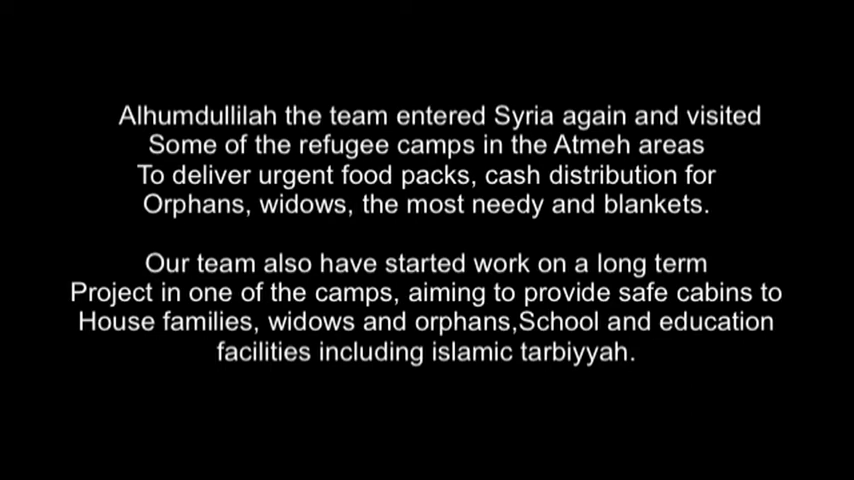 Alhumdullilah the team entered Syria again and visited
Some of the refugee camps in the Atmeh areas
To deliver urgent food packs, cash distribution for
Orphans, widows, the most needy and blankets.
Our team also have started work on a long term
Project in one of the camps, aiming to provide safe cabins to
House families, widows and orphans,School and education
facilities including islamic tarbiyyah.